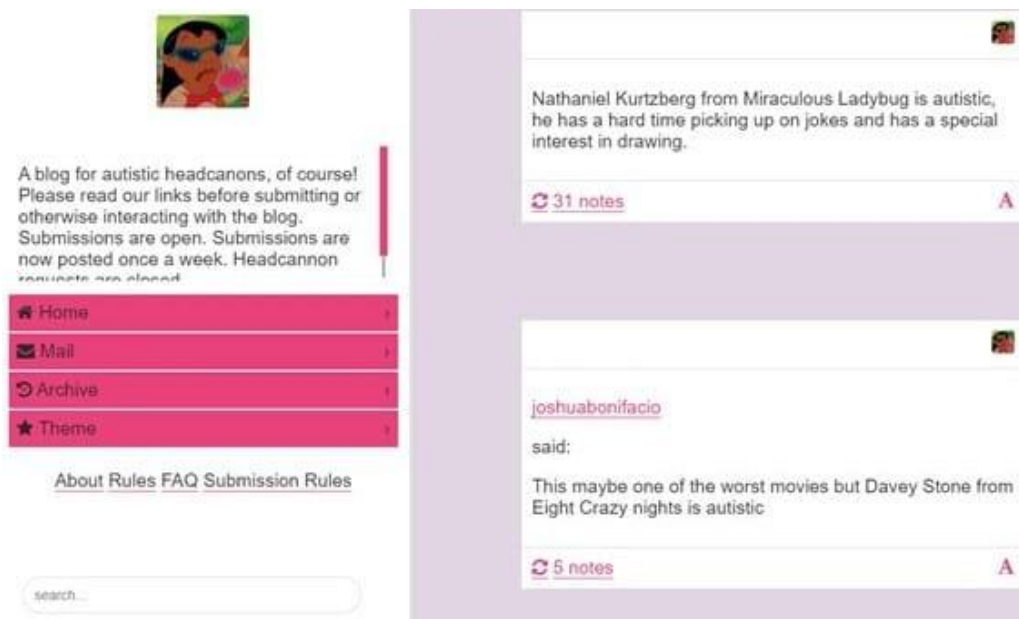 A blog for autistic headcanons, of course!
Please read our links before submitting or
otherwise interacting with the blog.
Submissions are open. Submissions are
now posted once a week. Headcannon
requests are closed
Home
Mail
Archive
Theme
About Rules FAQ Submission Rules
search...
Nathaniel Kurtzberg from Miraculous Ladybug is autistic,
he has a hard time picking up on jokes and has a special
interest in drawing.
31 notes
A
joshuabonifacio
said:
This maybe one of the worst movies but Davey Stone from
Eight Crazy nights is autistic
5 notes
A